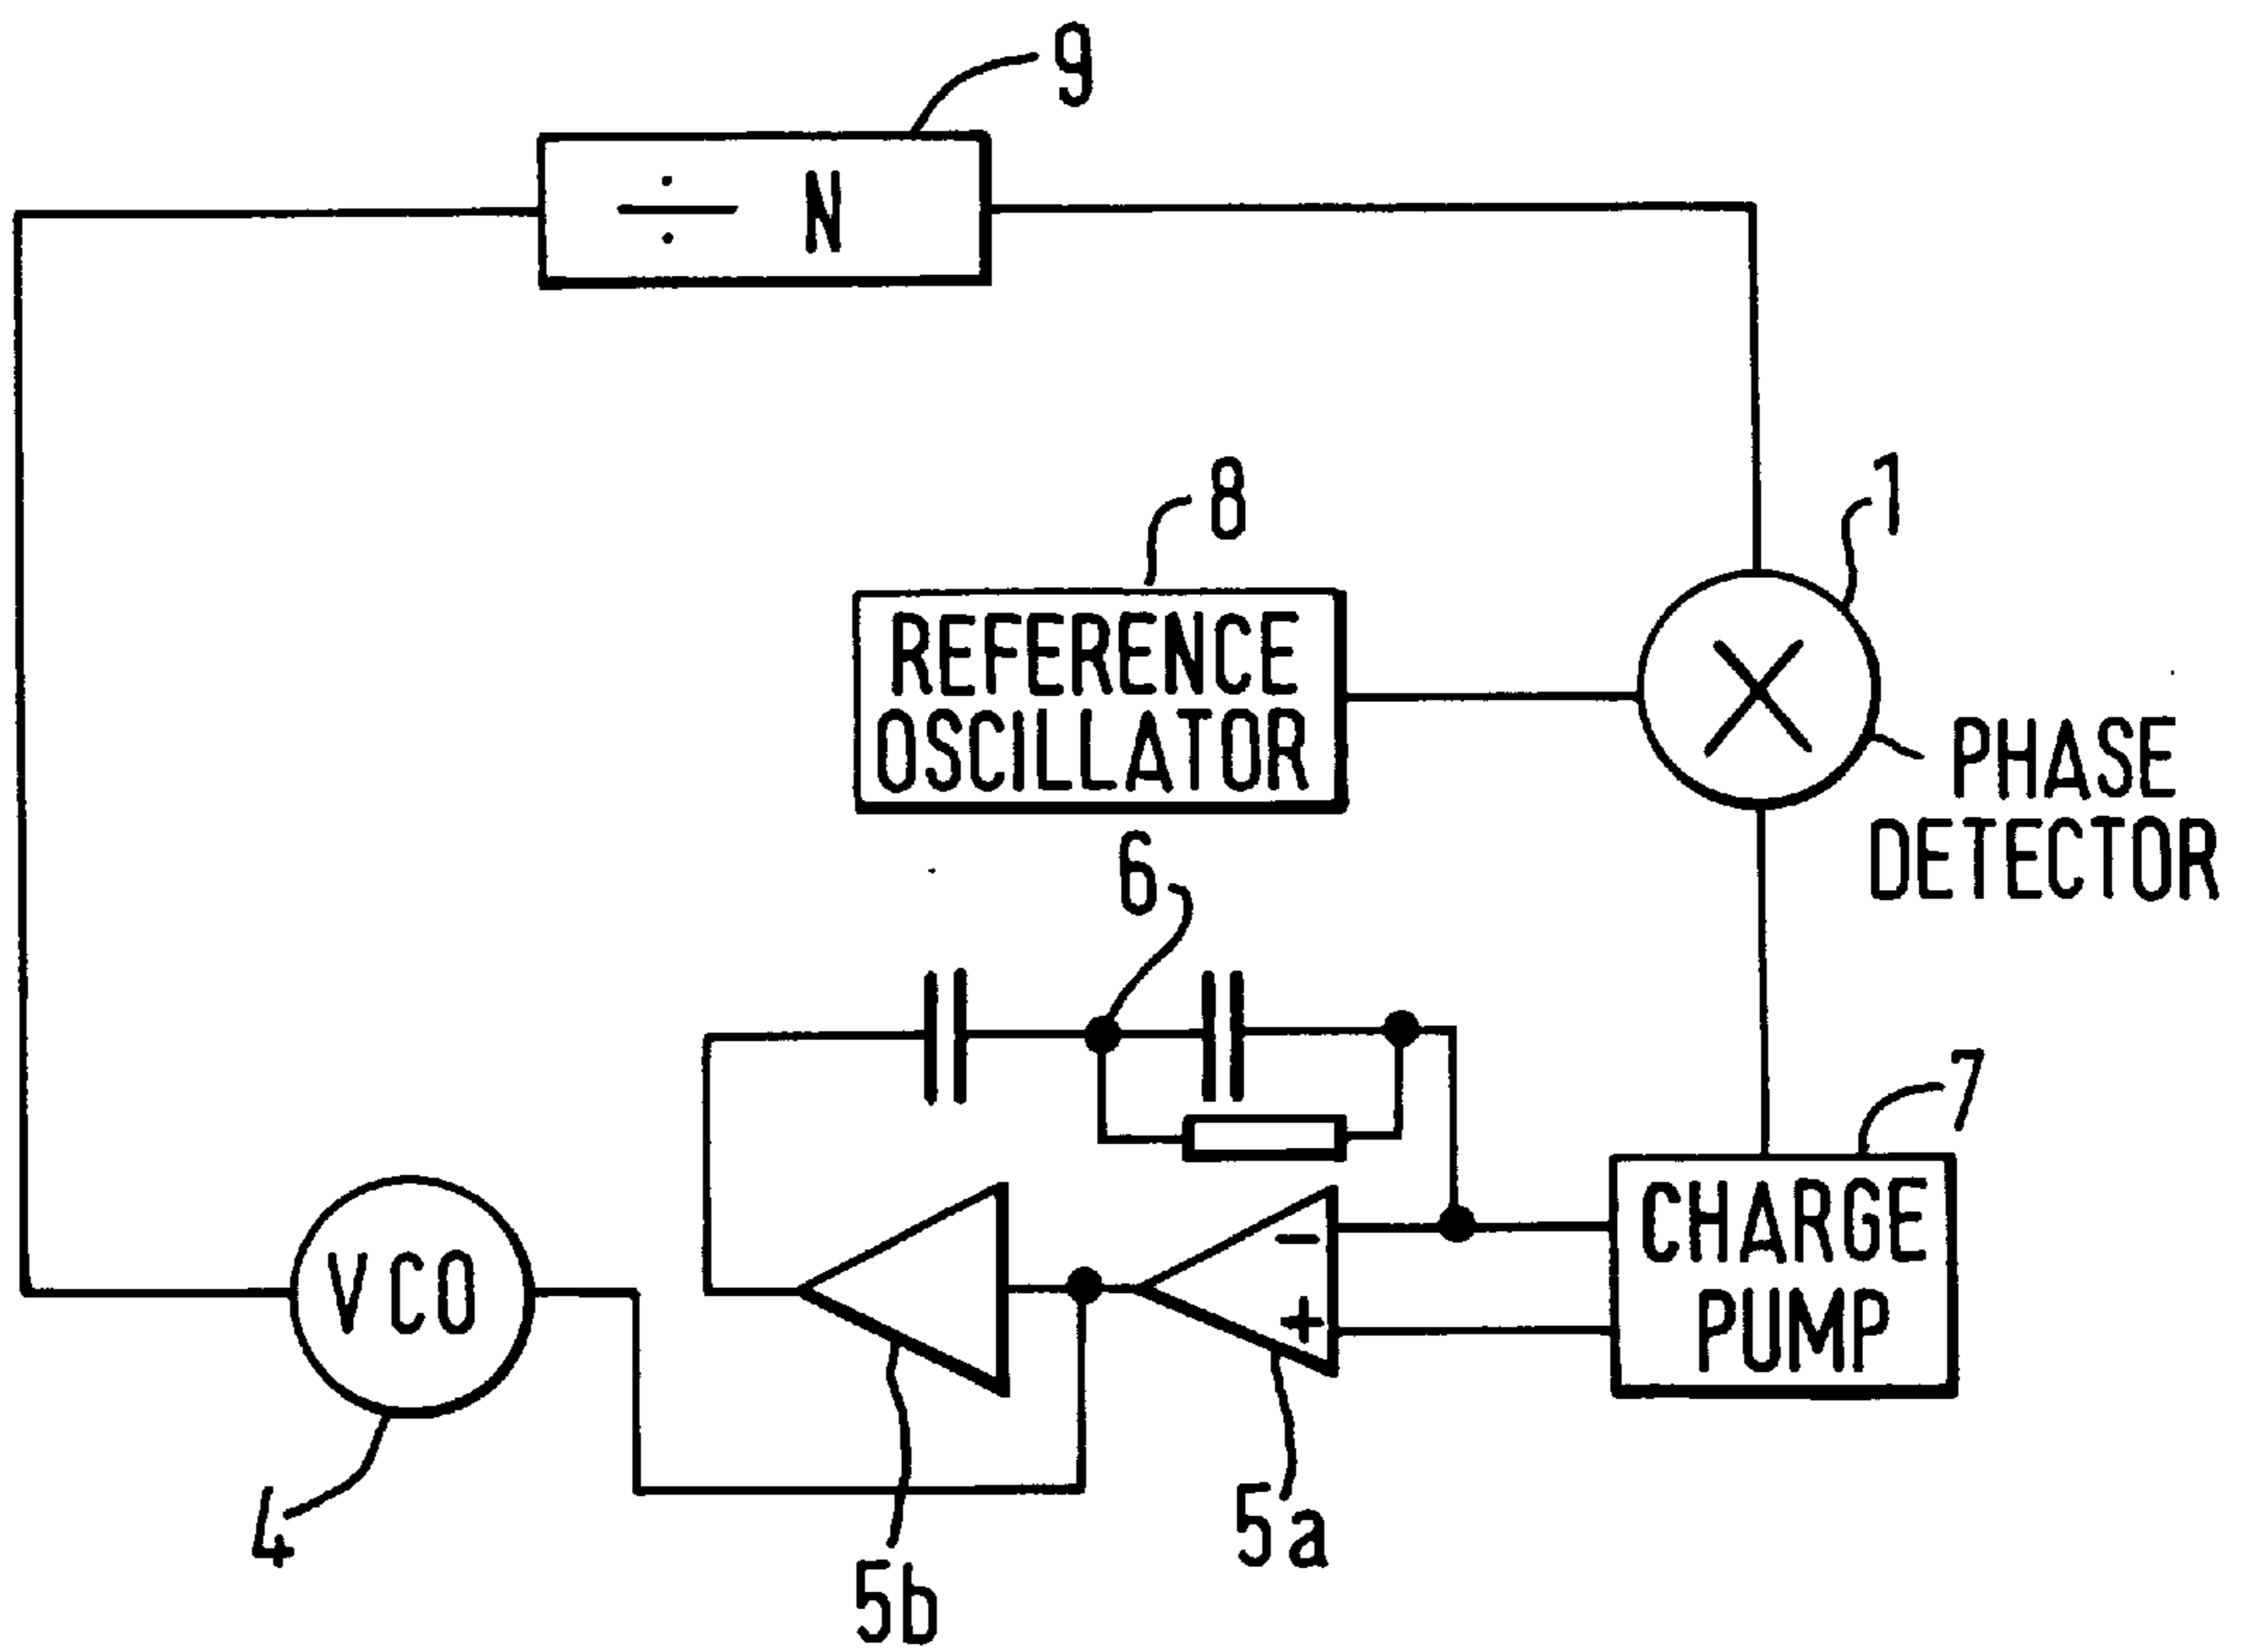 9
÷ N
8
1
REFERENCE
OSCILLATOR
PHASE
DETECTOR
6
7
CHARGE
PUMP
-
+
VCO
4
5a
5b